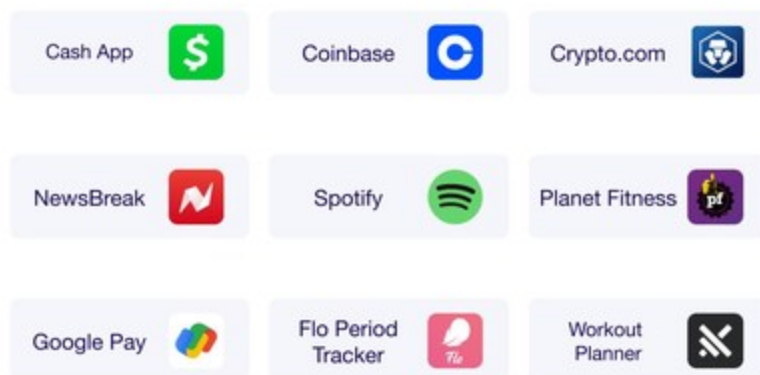 Cash App
Coinbase
Crypto.com
NewsBreak
Spotify
Planet Fitness
pf
Google Pay
Flo Period
Tracker
Flo
Workout
Planner